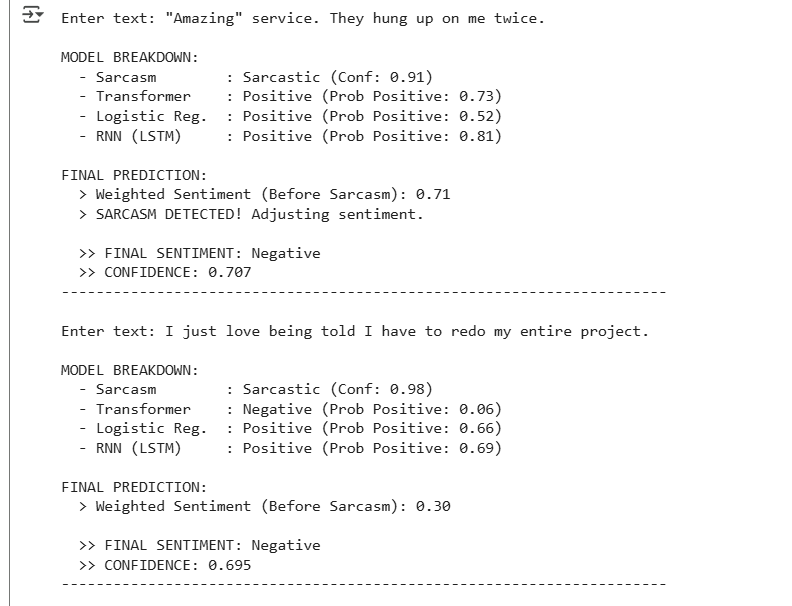 Enter text: "Amazing" service. They hung up on me twice.
MODEL BREAKDOWN:
- Sarcasm : Sarcastic (Conf: 0.91)
- Transformer : Positive (Prob Positive: 0.73)
- Logistic Reg. : Positive (Prob Positive: 0.52)
- RNN (LSTM) : Positive (Prob Positive: 0.81)
FINAL PREDICTION:
> Weighted Sentiment (Before Sarcasm): 0.71
> SARCASM DETECTED! Adjusting sentiment.
>> FINAL SENTIMENT: Negative
>> CONFIDENCE: 0.707
----------------------------------------------------------------------
Enter text: I just love being told I have to redo my entire project.
MODEL BREAKDOWN:
- Sarcasm : Sarcastic (Conf: 0.98)
- Transformer : Negative (Prob Positive: 0.06)
- Logistic Reg. : Positive (Prob Positive: 0.66)
- RNN (LSTM) : Positive (Prob Positive: 0.69)
FINAL PREDICTION:
> Weighted Sentiment (Before Sarcasm): 0.30
>> FINAL SENTIMENT: Negative
>> CONFIDENCE: 0.695
----------------------------------------------------------------------